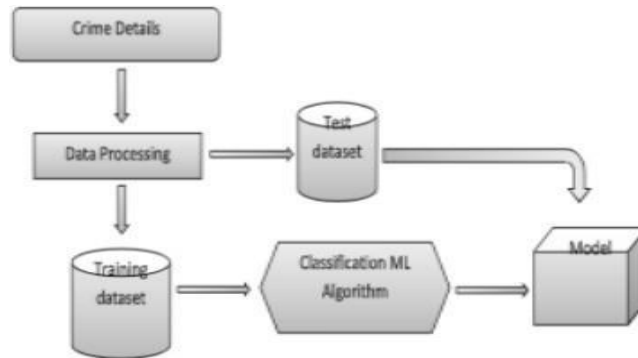 Crime Details
Data Processing
Test
dataset
Training
dataset
Classification ML
Algorithm
Model